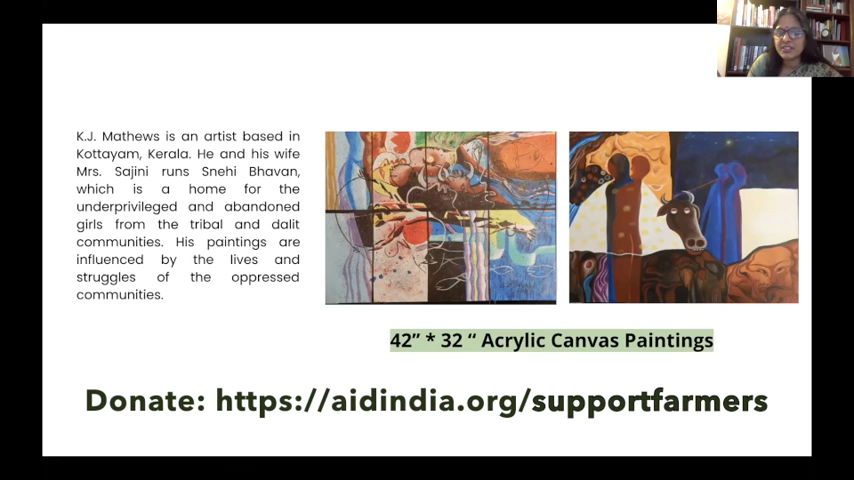 K.J. Mathews is an artist based in
Kottayam, Kerala. He and his wife
Mrs. Sajini runs Snehi Bhavan,
which is a home for the
underprivileged and abandoned
girls from the tribal and dalit
communities. His paintings are
influenced by the lives and
struggles of the oppressed
communities.
42” * 32 “ Acrylic Canvas Paintings
Donate: https://aidindia.org/supportfarmers